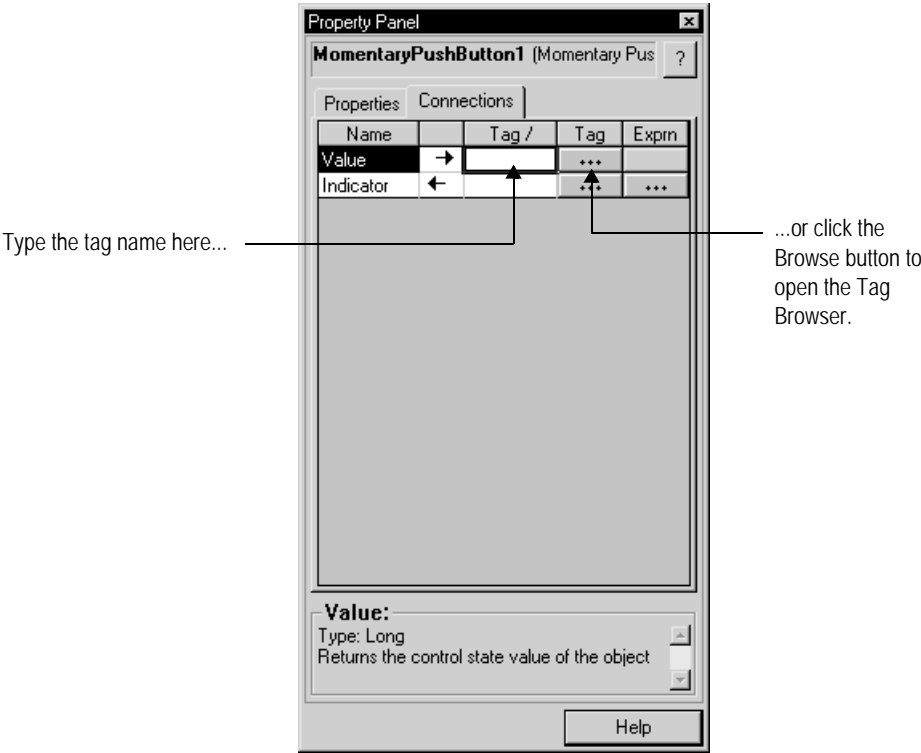 Property Panel
MomentaryPushButton1 (Momentary Pus
?
Properties Connections
Name Tag / Tag Exprn
Value → ...
Indicator ← ... ...
Type the tag name here...
...or click the
Browse button to
open the Tag
Browser.
Value:
Type: Long
Returns the control state value of the object
Help